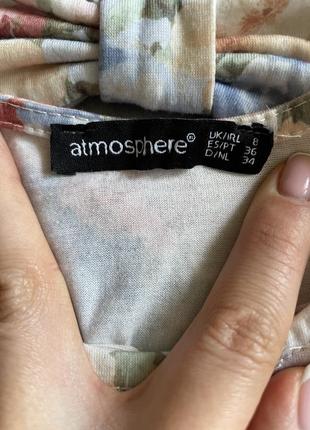 atmosphere®
UK/IRL 8
ES/PT 36
D/NL 34